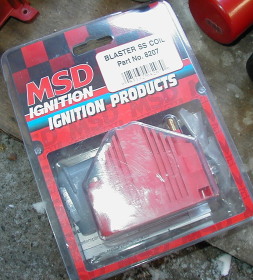 BLASTER SS COIL
Part No. 8207
MSD
IGNITION
IGNITION PRODUCTS